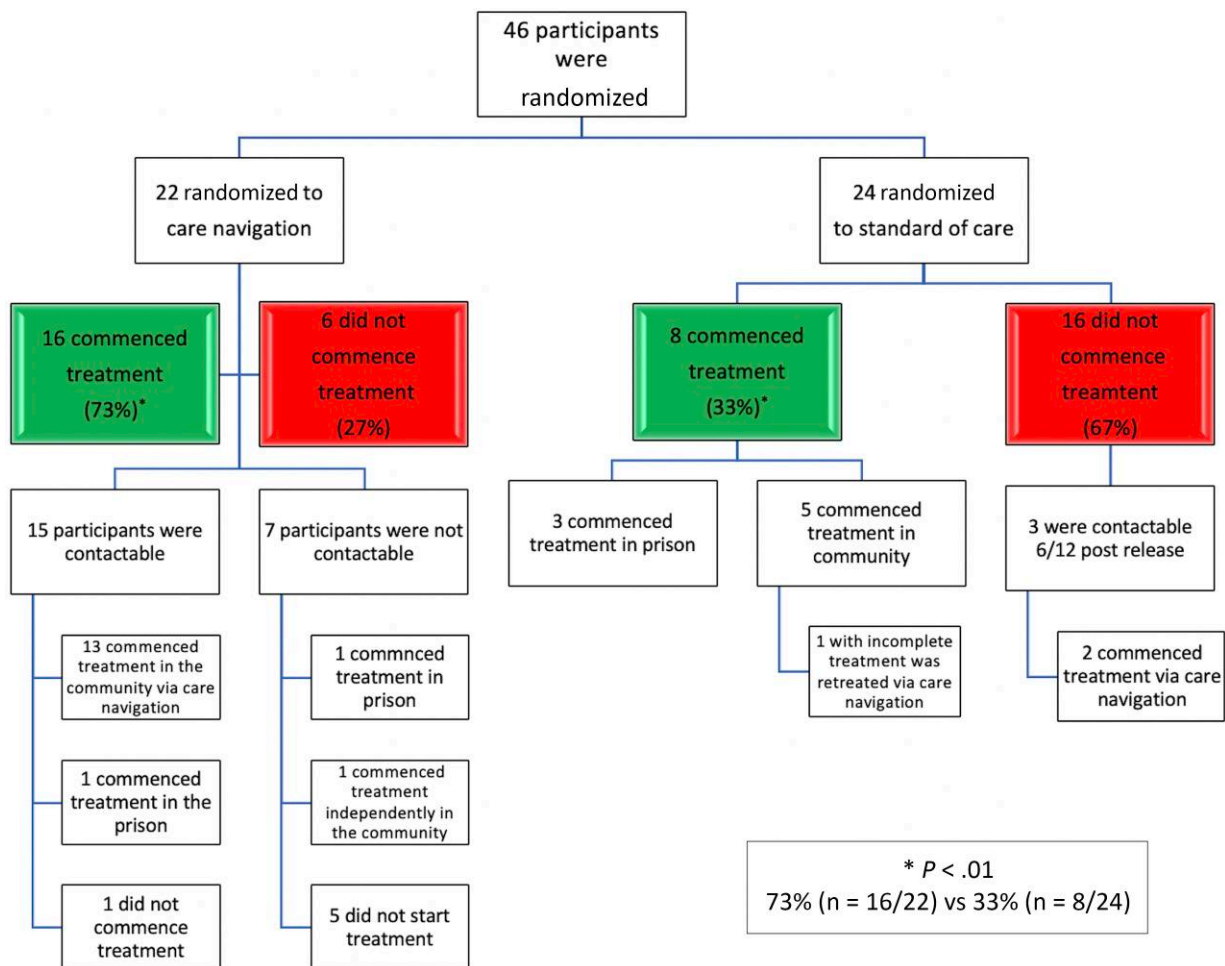 46 participants
were
randomized
22 randomized to
care navigation
24 randomized
to standard of care
16 commenced
treatment
(73%)*
6 did not
commence
treatment
(27%)
8 commenced
treatment
(33%)*
16 did not
commence
treamtent
(67%)
15 participants were
contactable
7 participants were not
contactable
3 commenced
treatment in prison
5 commenced
treatment in
community
3 were contactable
6/12 post release
13 commenced
treatment in the
community via care
navigation
1 commnced
treatment in
prison
1 with incomplete
treatment was
retreated via care
navigation
2 commenced
treatment via care
navigation
1 commenced
treatment in the
prison
1 commenced
treatment
independently in
the community
1 did not
commence
treatment
5 did not start
treatment
* P < .01
73% (n = 16/22) vs 33% (n = 8/24)